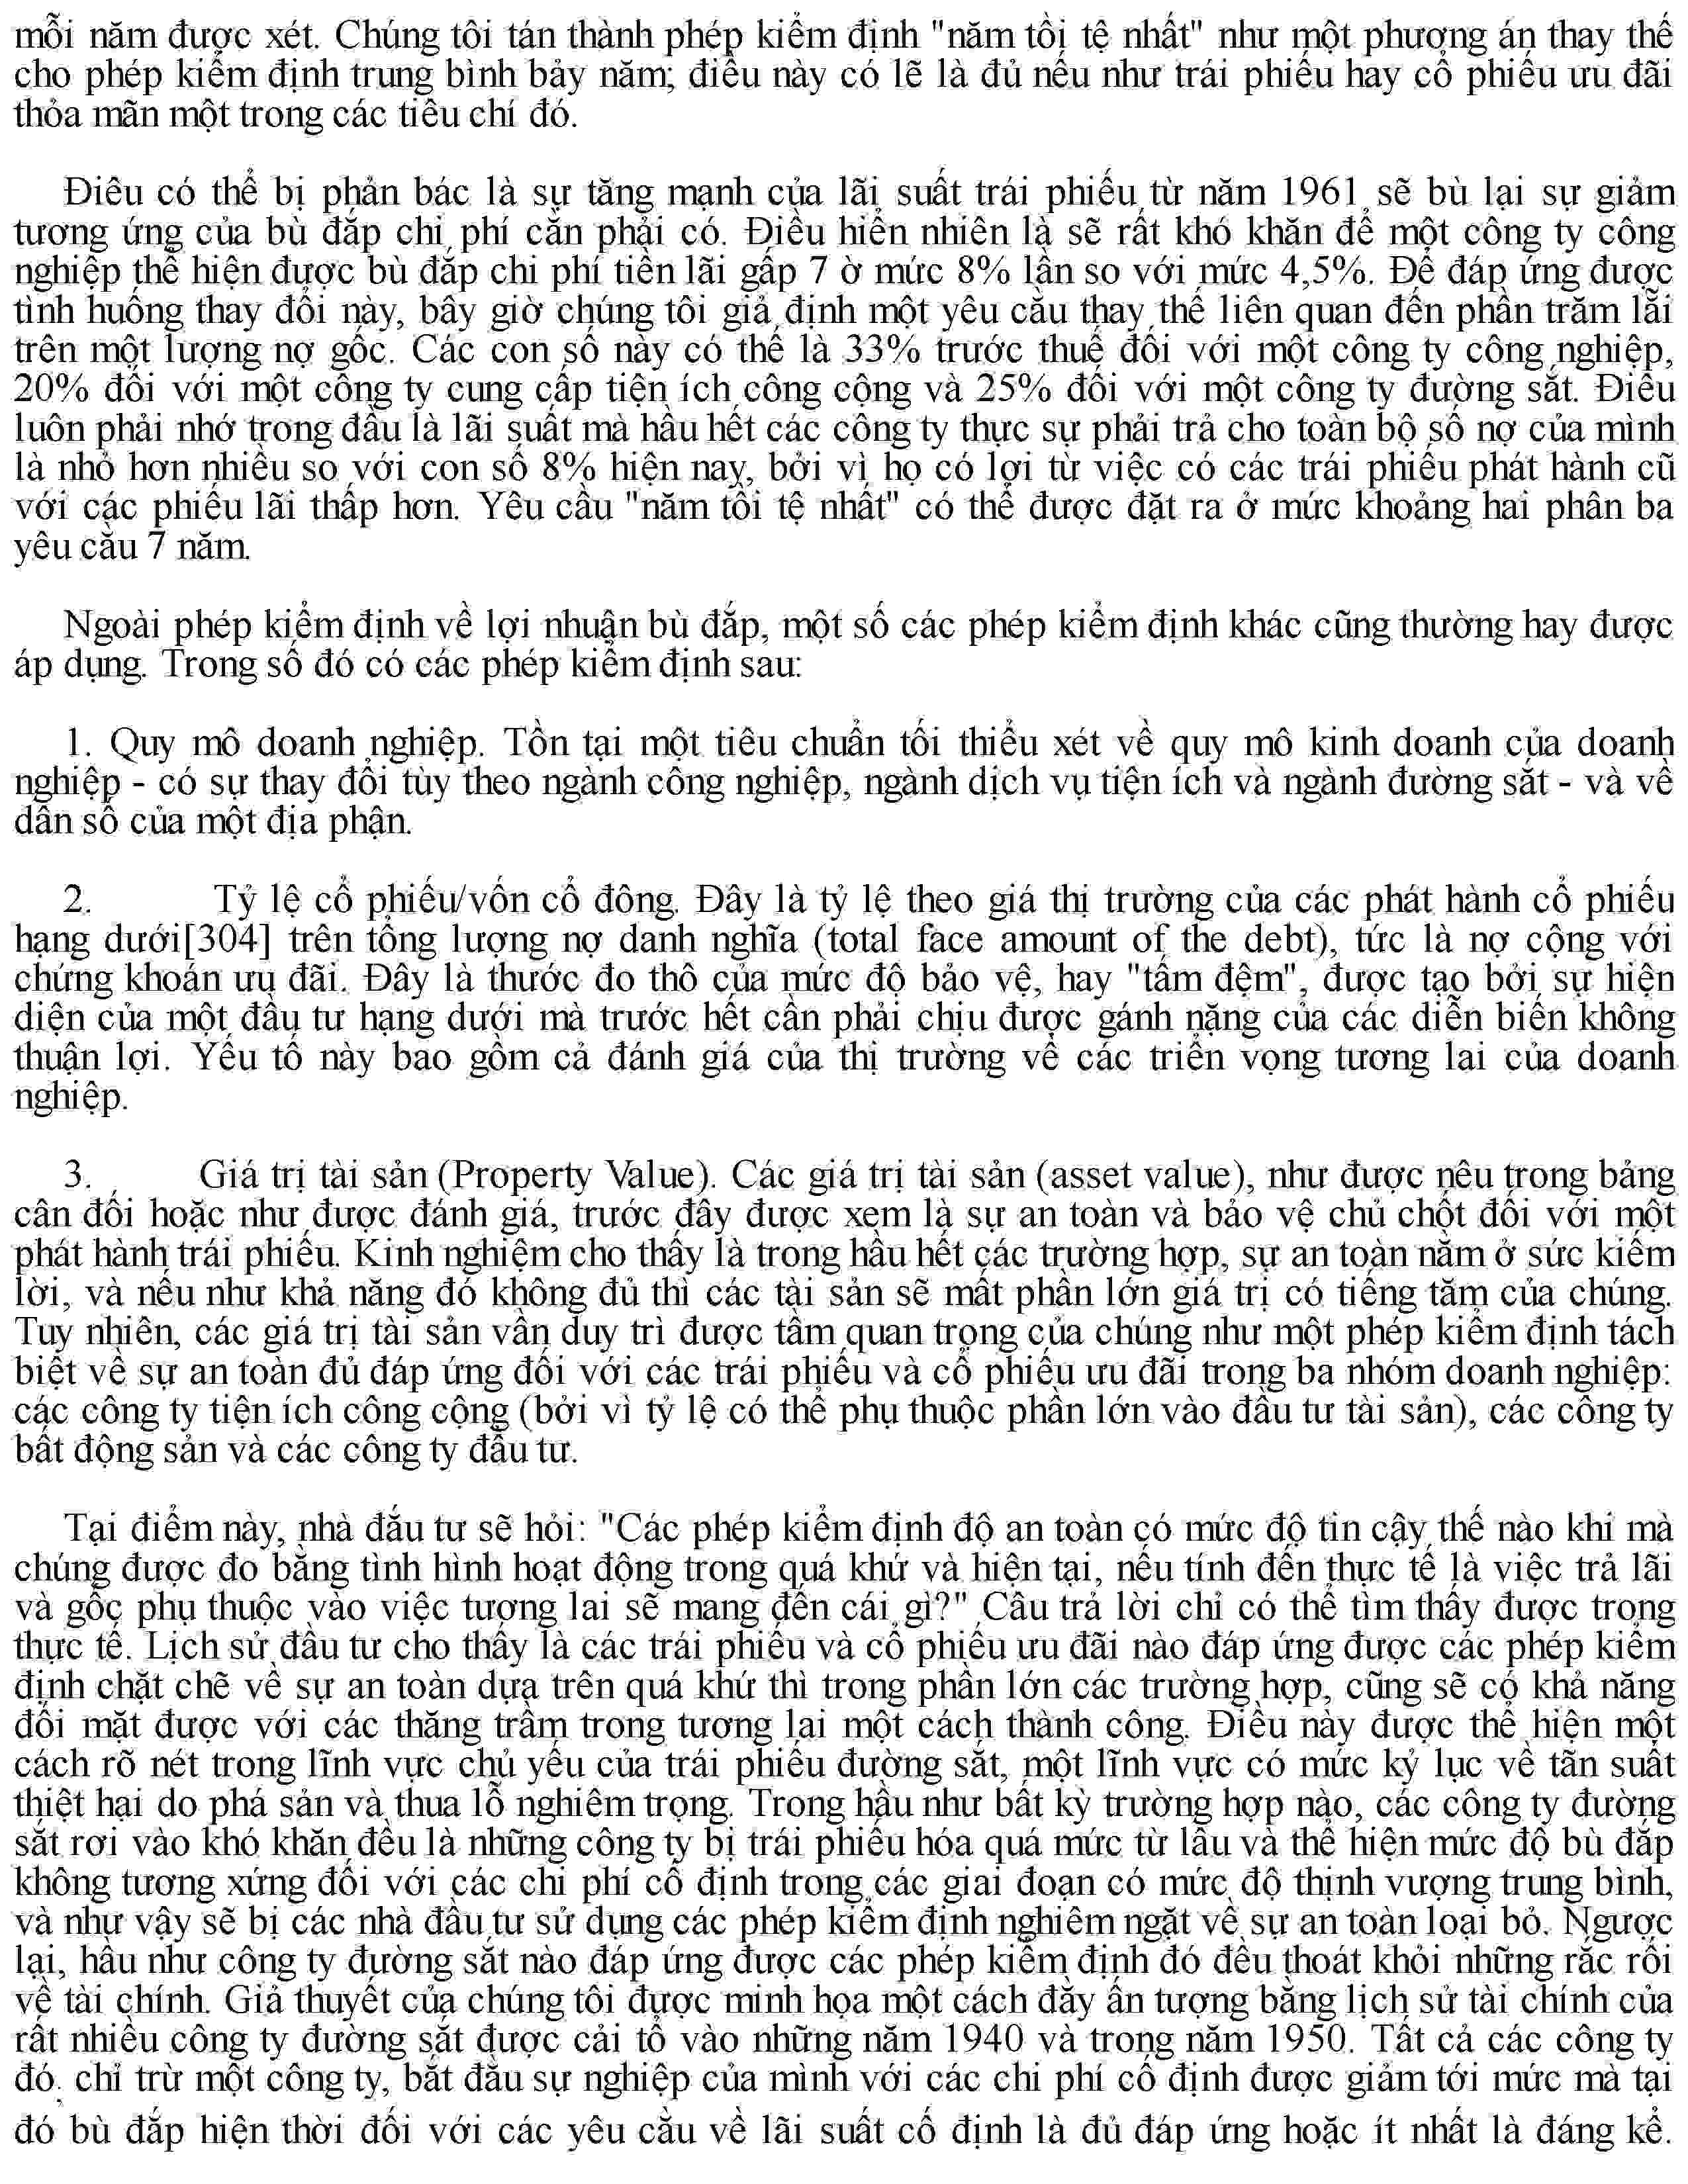 mỗi năm được xét. Chúng tôi tán thành phép kiểm định "năm tồi tệ nhất" như một phương án thay thế
cho phép kiểm định trung bình bảy năm; điều này có lẽ là đủ nếu như trái phiếu hay cổ phiếu ưu đãi
thỏa mãn một trong các tiêu chí đó.
Điều có thể bị phản bác là sự tăng mạnh của lãi suất trái phiếu từ năm 1961 sẽ bù lại sự giảm
tương ứng của bù đắp chi phí cần phải có. Điều hiển nhiên là sẽ rất khó khăn để một công ty công
nghiệp thể hiện được bù đắp chi phí tiền lãi gấp 7 ở mức 8% lần so với mức 4,5%. Để đáp ứng được
tình huống thay đổi này, bây giờ chúng tôi giả định một yêu cầu thay thế liên quan đến phần trăm lãi
trên một lượng nợ gốc. Các con số này có thể là 33% trước thuế đối với một công ty công nghiệp,
20% đối với một công ty cung cấp tiện ích công cộng và 25% đối với một công ty đường sắt. Điều
luôn phải nhớ trong đầu là lãi suất mà hầu hết các công ty thực sự phải trả cho toàn bộ số nợ của mình
là nhỏ hơn nhiều so với con số 8% hiện nay, bởi vì họ có lợi từ việc có các trái phiếu phát hành cũ
với các phiếu lãi thấp hơn. Yêu cầu "năm tồi tệ nhất" có thể được đặt ra ở mức khoảng hai phân ba
yêu cầu 7 năm.
Ngoài phép kiểm định về lợi nhuận bù đắp, một số các phép kiểm định khác cũng thường hay được
áp dụng. Trong số đó có các phép kiểm định sau:
1. Quy mô doanh nghiệp. Tồn tại một tiêu chuẩn tối thiểu xét về quy mô kinh doanh của doanh
nghiệp - có sự thay đổi tùy theo ngành công nghiệp, ngành dịch vụ tiện ích và ngành đường sắt - và về
dân số của một địa phận.
2. Tỷ lệ cổ phiếu/vốn cổ đông. Đây là tỷ lệ theo giá thị trường của các phát hành cổ phiếu
hạng dưới[304] trên tổng lượng nợ danh nghĩa (total face amount of the debt), tức là nợ cộng với
chứng khoán ưu đãi. Đây là thước đo thô của mức độ bảo vệ, hay "tấm đệm", được tạo bởi sự hiện
diện của một đầu tư hạng dưới mà trước hết cần phải chịu được gánh nặng của các diễn biến không
thuận lợi. Yếu tố này bao gồm cả đánh giá của thị trường về các triển vọng tương lai của doanh
nghiệp.
3. Giá trị tài sản (Property Value). Các giá trị tài sản (asset value), như được nêu trong bảng
cân đối hoặc như được đánh giá, trước đây được xem là sự an toàn và bảo vệ chủ chốt đối với một
phát hành trái phiếu. Kinh nghiệm cho thấy là trong hầu hết các trường hợp, sự an toàn nằm ở sức kiếm
lời, và nếu như khả năng đó không đủ thì các tài sản sẽ mất phần lớn giá trị có tiếng tăm của chúng.
Tuy nhiên, các giá trị tài sản vẫn duy trì được tầm quan trọng của chúng như một phép kiểm định tách
biệt về sự an toàn đủ đáp ứng đối với các trái phiếu và cổ phiếu ưu đãi trong ba nhóm doanh nghiệp:
các công ty tiện ích công cộng (bởi vì tỷ lệ có thể phụ thuộc phần lớn vào đầu tư tài sản), các công ty
bất động sản và các công ty đầu tư.
Tại điểm này, nhà đầu tư sẽ hỏi: "Các phép kiểm định độ an toàn có mức độ tin cậy thế nào khi mà
chúng được đo bằng tình hình hoạt động trong quá khứ và hiện tại, nếu tính đến thực tế là việc trả lãi
và gốc phụ thuộc vào việc tương lai sẽ mang đến cái gì?" Câu trả lời chỉ có thể tìm thấy được trong
thực tế. Lịch sử đầu tư cho thấy là các trái phiếu và cổ phiếu ưu đãi nào đáp ứng được các phép kiểm
định chặt chẽ về sự an toàn dựa trên quá khứ thì trong phần lớn các trường hợp, cũng sẽ có khả năng
đối mặt được với các thăng trầm trong tương lai một cách thành công. Điều này được thể hiện một
cách rõ nét trong lĩnh vực chủ yếu của trái phiếu đường sắt, một lĩnh vực có mức kỷ lục về tần suất
thiệt hại do phá sản và thua lỗ nghiêm trọng. Trong hầu như bất kỳ trường hợp nào, các công ty đường
sắt rơi vào khó khăn đều là những công ty bị trái phiếu hóa quá mức từ lâu và thể hiện mức độ bù đắp
không tương xứng đối với các chi phí cố định trong các giai đoạn có mức độ thịnh vượng trung bình,
và như vậy sẽ bị các nhà đầu tư sử dụng các phép kiểm định nghiêm ngặt về sự an toàn loại bỏ. Ngược
lại, hầu như công ty đường sắt nào đáp ứng được các phép kiểm định đó đều thoát khỏi những rắc rối
về tài chính. Giả thuyết của chúng tôi được minh họa một cách đầy ấn tượng bằng lịch sử tài chính của
rất nhiều công ty đường sắt được cải tổ vào những năm 1940 và trong năm 1950. Tất cả các công ty
đó. chỉ trừ một công ty, bắt đầu sự nghiệp của mình với các chi phí cố định được giảm tới mức mà tại
đó bù đắp hiện thời đối với các yêu cầu về lãi suất cố định là đủ đáp ứng hoặc ít nhất là đáng kể.